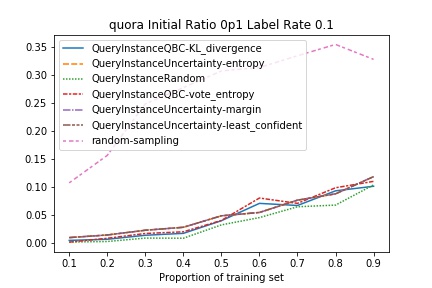 quora Initial Ratio 0p1 Label Rate 0.1
0.35
0.30
0.25
0.20
0.15
0.10
0.05
0.00
QueryInstanceQBC-KL_divergence
QueryInstanceUncertainty-entropy
QueryInstanceRandom
QueryInstanceQBC-vote_entropy
QueryInstanceUncertainty-margin
QueryInstanceUncertainty-least_confident
random-sampling
0.1 0.2 0.3 0.4 0.5 0.6 0.7 0.8 0.9
Proportion of training set